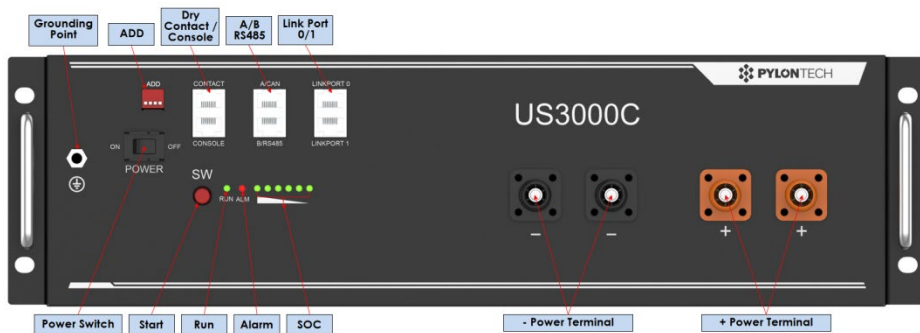 Grounding
Point
ADD
Dry
Contact /
Console
A/B
RS485
Link Port
0/1
ADD
CONTACT
A/CAN
LINKPORT 0
PYLONTECH
US3000C
ON
OFF
POWER
CONSOLE
B/RS485
LINKPORT 1
SW
RUN
ALM
−
−
+
+
Power Switch
Start
Run
Alarm
SOC
- Power Terminal
+ Power Terminal